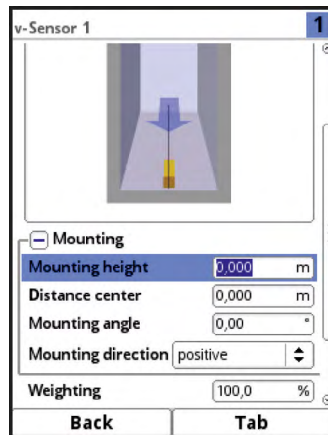 v-Sensor 1 1
Mounting
Mounting height 0,000 m
Distance center 0,000 m
Mounting angle 0,00 °
Mounting direction positive
Weighting 100,0 %
Back Tab